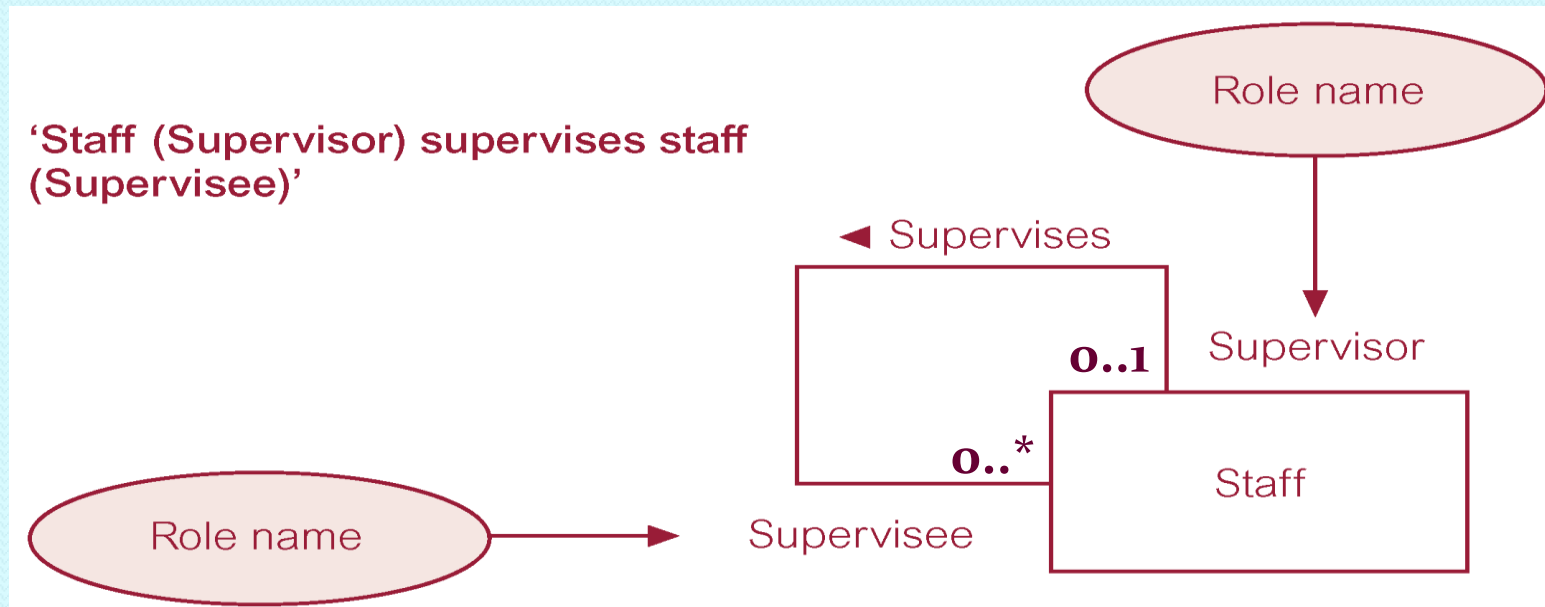 Role name
‘Staff (Supervisor) supervises staff
(Supervisee)’
◄ Supervises
0..1
Supervisor
0..*
Staff
Role name
Supervisee